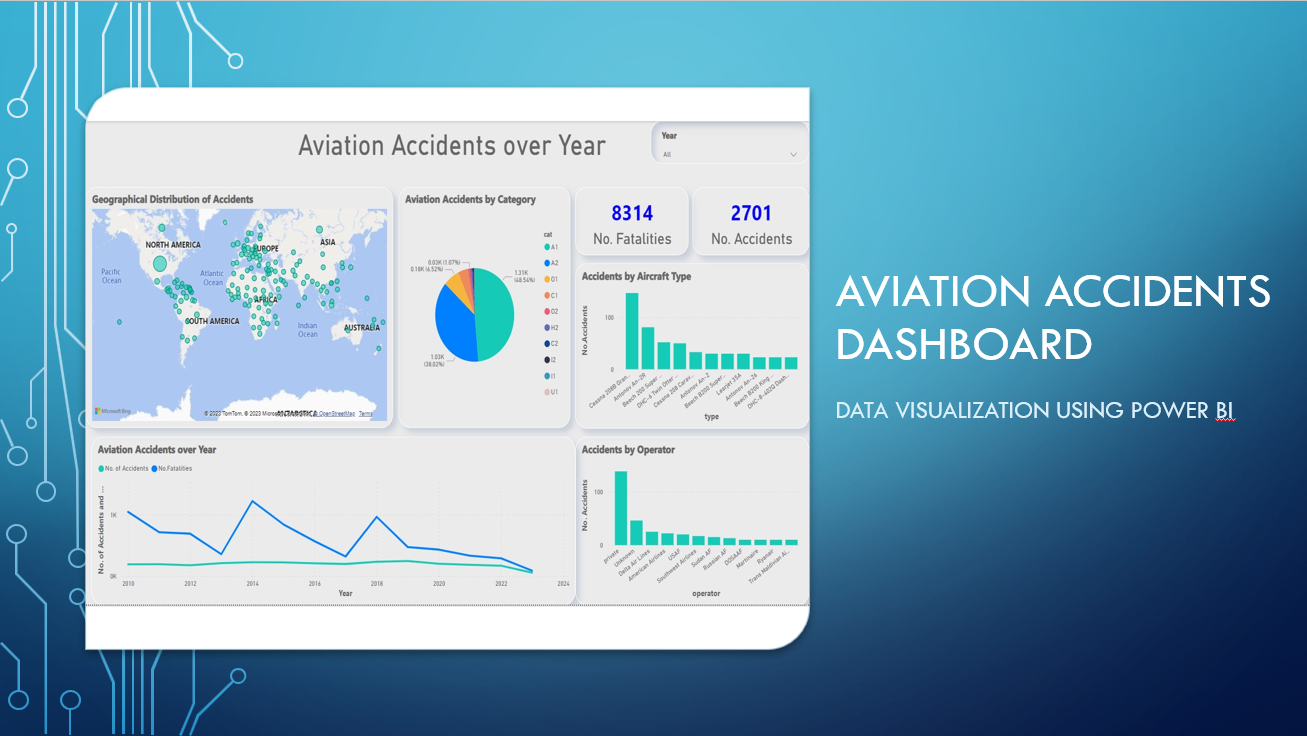 Aviation Accidents over Year
Year
All
Geographical Distribution of Accidents
NORTH AMERICA
EUROPE
ASIA
Pacific
Ocean
Atlantic
Ocean
AFRICA
SOUTH AMERICA
Indian
Ocean
AUSTRALIA
ANTARCTICA
Microsoft Bing
© 2023 TomTom, © 2023 Microsoft
© OpenStreetMap
Terms
Aviation Accidents by Category
cat
A1
A2
O1
C1
O2
H2
C2
I2
I1
U1
0.03K (1.07%)
0.18K (6.52%)
1.31K
(48.54%)
1.03K
(38.02%)
8314
No. Fatalities
2701
No. Accidents
Accidents by Aircraft Type
No.Accidents
100
0
Cessna 208B Gran...
Antonov An-2R
Beech 200 Super ...
DHC-6 Twin Otter ...
Cessna 208 Carav...
Antonov An-2
Beech B200 Super...
Learjet 35A
Antonov An-26
Beech B200 King ...
DHC-8-402Q Dash...
type
Aviation Accidents over Year
No. of Accidents
No.Fatalities
No. of Accidents and ...
1K
0K
2010
2012
2014
2016
2018
2020
2022
2024
Year
Accidents by Operator
No. Accidents
100
0
private
Unknown
Delta Air Lines
American Airlines
USAF
Southwest Airlines
Sudan AF
Russian AF
DOSAAF
Martinaire
Ryanair
Trans Maldivian Ai...
operator
AVIATION ACCIDENTS
DASHBOARD
DATA VISUALIZATION USING POWER BI